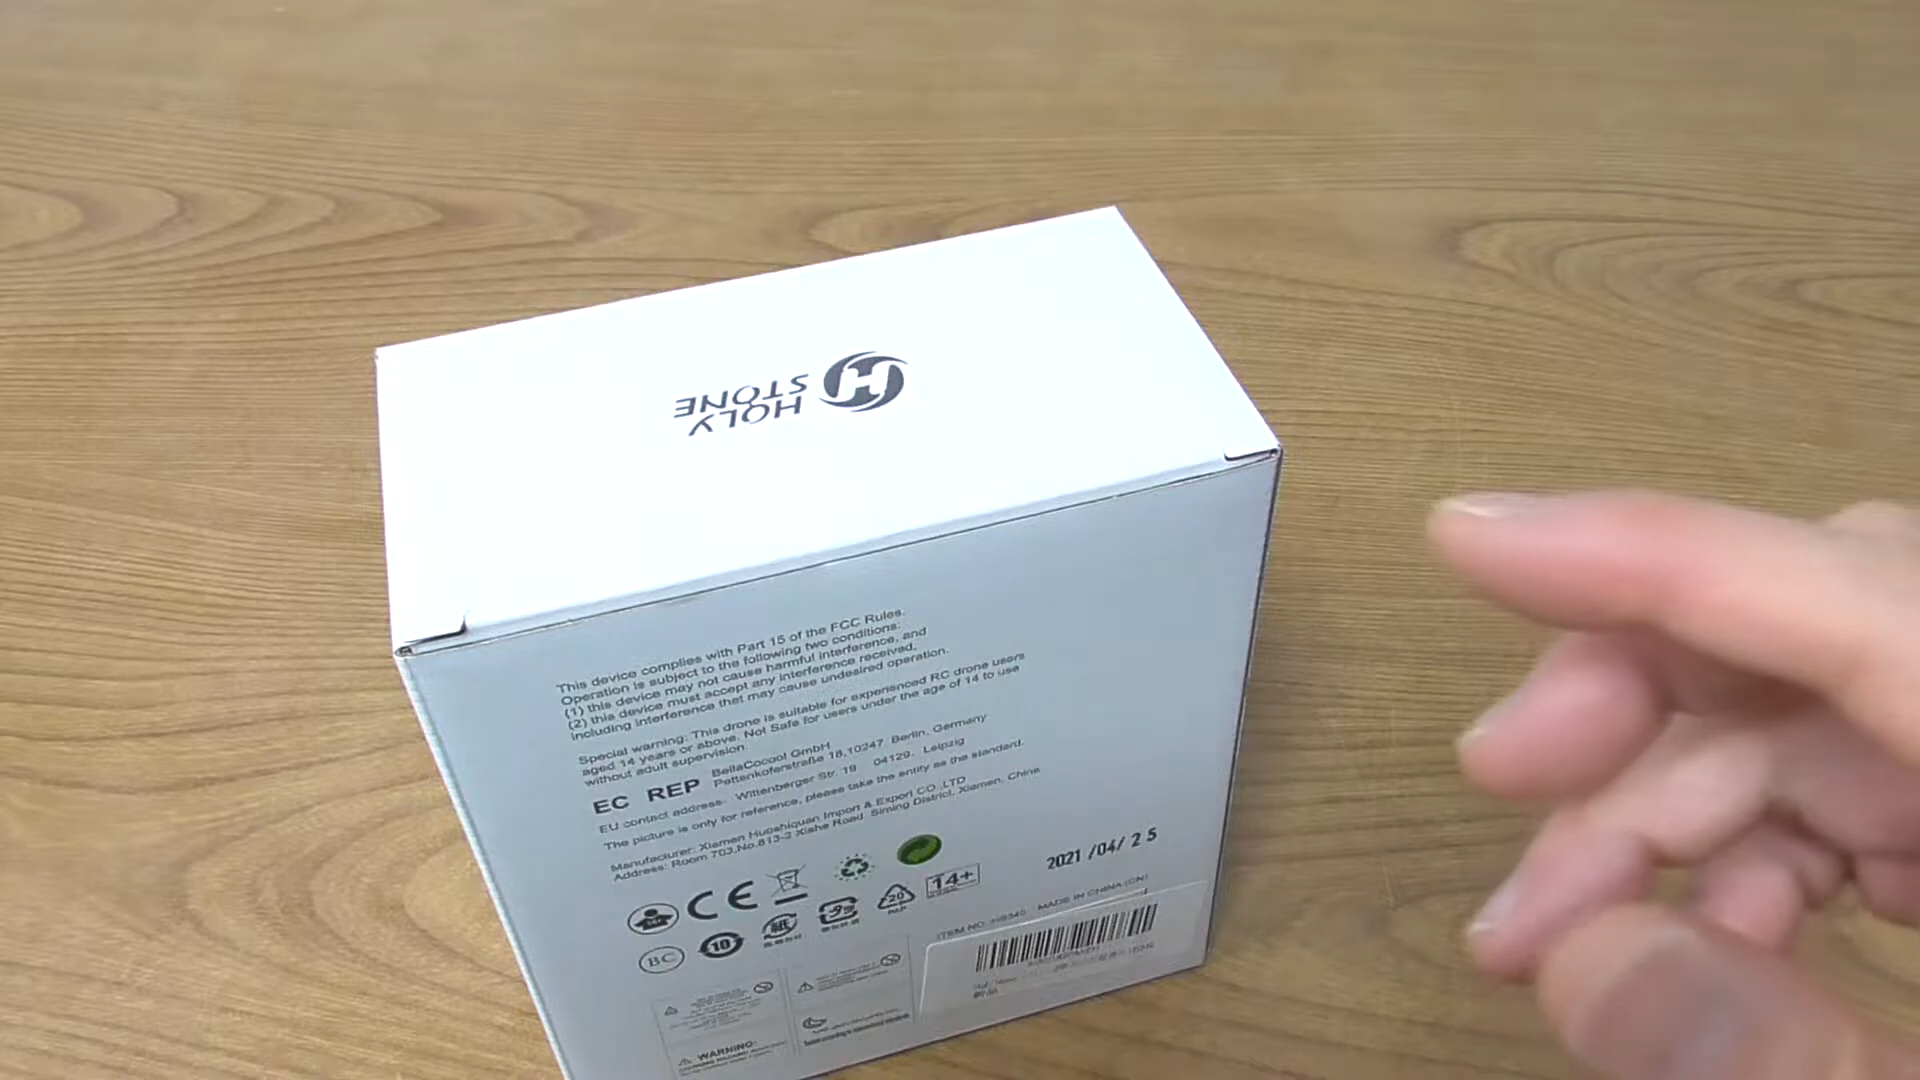 HOLY
STONE
This device complies with Part 15 of the FCC Rules.
Operation is subject to the following two conditions:
(1) this device may not cause harmful interference, and
(2) this device must accept any interference received,
including interference that may cause undesired operation.
Special warning: This drone is suitable for experienced RC drone users
aged 14 years or above. Not Safe for users under the age of 14 to use
without adult supervision.
EC REP
BellaCocool GmbH
Pettenkoferstraße 18,10247 Berlin, Germany
EU contact address: Wittenberger Str. 19 04129, Leipzig
The picture is only for reference, please take the entity as the standard.
Manufacturer: Xiamen Huoshiquan Import & Export CO.,LTD
Address: Room 703,No.813-2 Xiahe Road, Siming District, Xiamen, China
CE
2021/04/25
14+
20
PAP
BC
10
紙
ITEM NO.: MADE IN CHINA (CN)
WARNING: